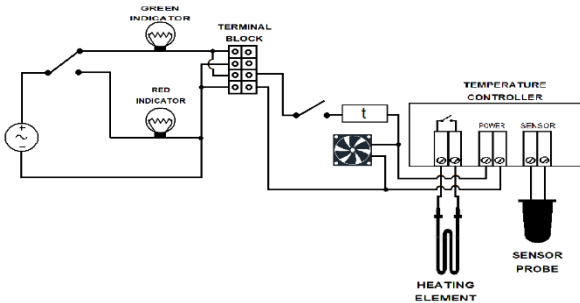 GREEN
INDICATOR
TERMINAL
BLOCK
RED
INDICATOR
t
TEMPERATURE
CONTROLLER
POWER
SENSOR
HEATING
ELEMENT
SENSOR
PROBE